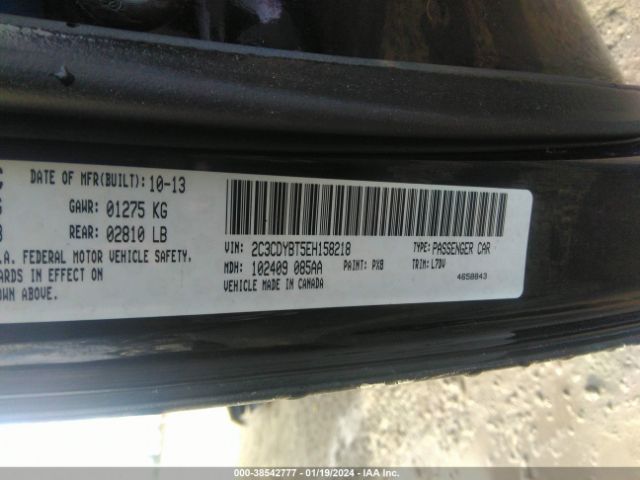 DATE OF MFR(BUILT): 10-13
GAWR: 01275 KG
REAR: 02810 LB
.A. FEDERAL MOTOR VEHICLE SAFETY.
ARDS IN EFFECT ON
OWN ABOVE.
VIN: 2C3CDYBT5EH158218
TYPE: PASSENGER CAR
MDH: 102409 085AA
PAINT: PX8
TRIM: L7DV
VEHICLE MADE IN CANADA
4658843
000-38542777 - 01/19/2024 - IAA Inc.